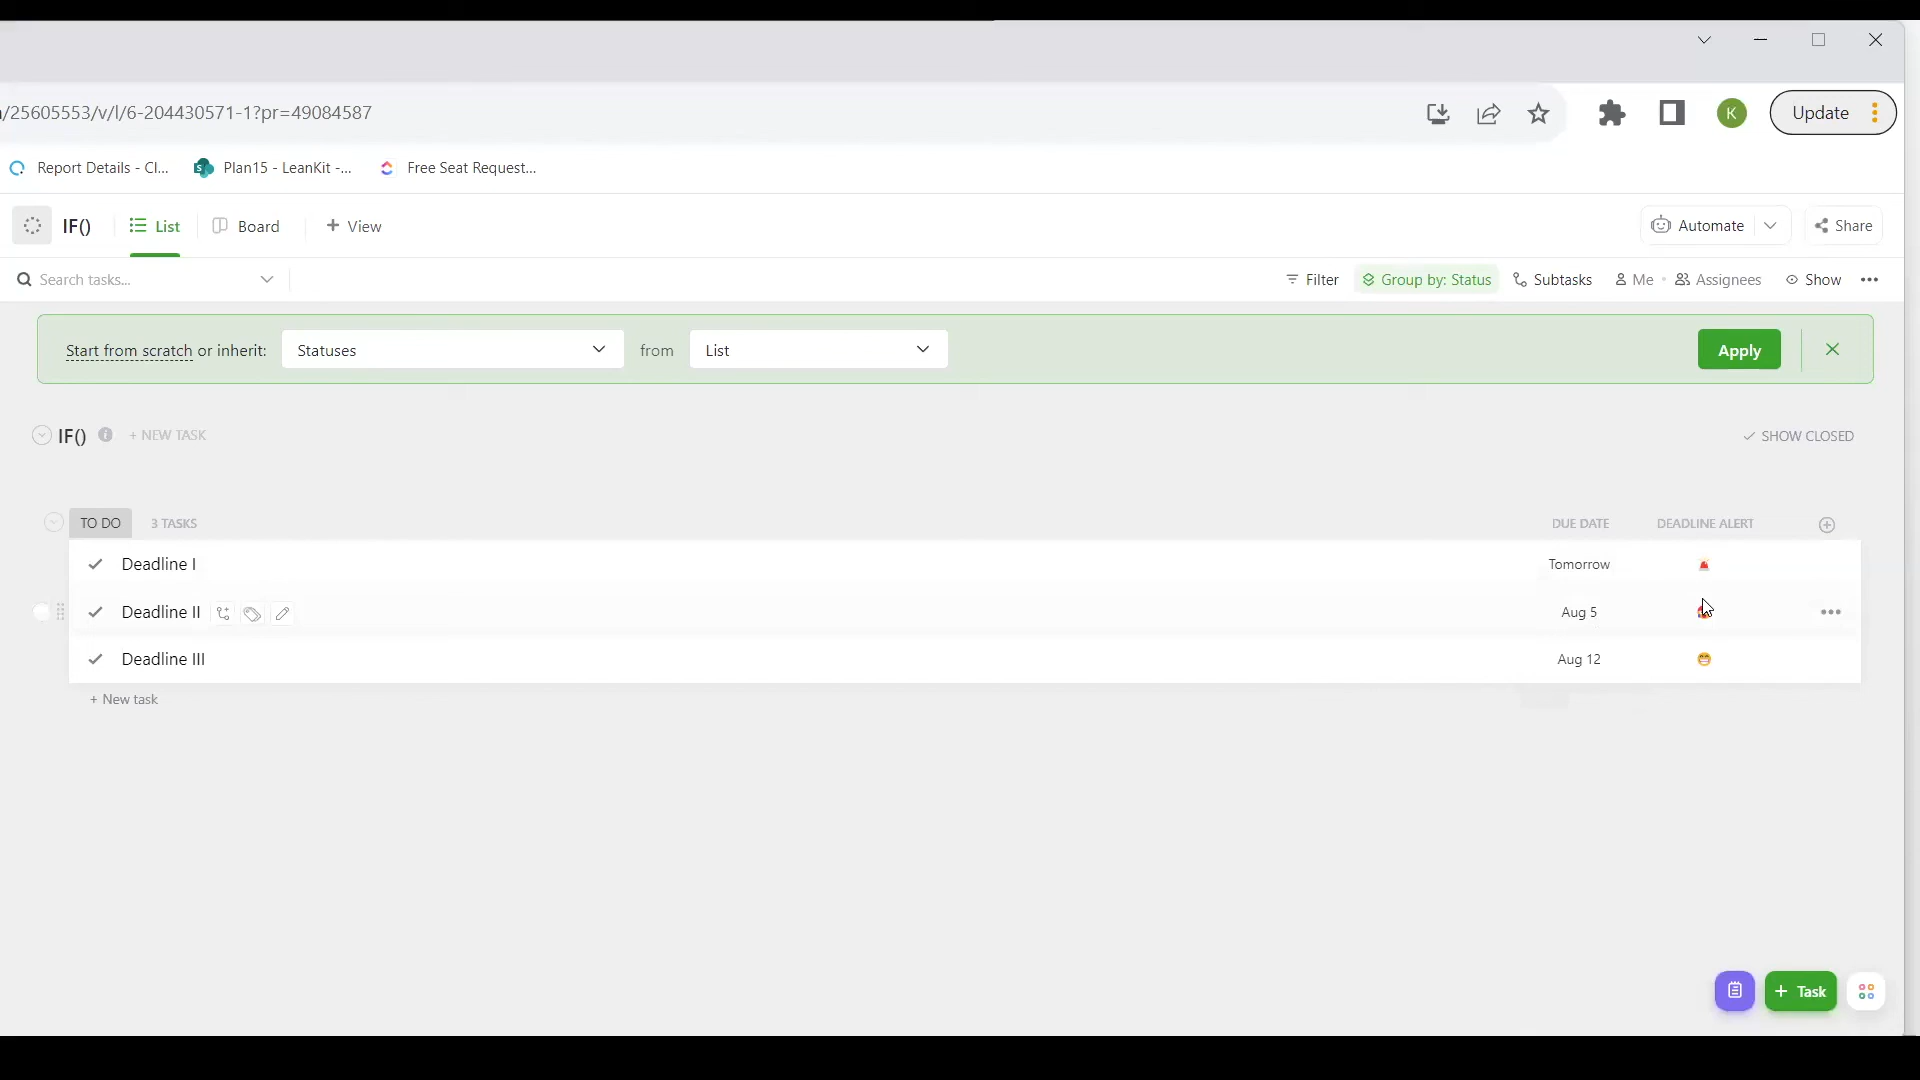 /25605553/v/l/6-204430571-1?pr=49084587
K
Update
Report Details - Cl...
Plan15 - LeanKit -...
Free Seat Request...
IF()
List
Board
+ View
Automate
Share
Search tasks...
Filter
Group by: Status
Subtasks
Me
Assignees
Show
Start from scratch or inherit:
Statuses
from
List
Apply
IF()
+ NEW TASK
SHOW CLOSED
TO DO
3 TASKS
DUE DATE
DEADLINE ALERT
Deadline I
Tomorrow
Deadline II
Aug 5
Deadline III
Aug 12
+ New task
+ Task